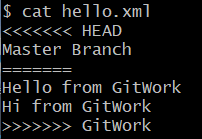 $ cat hello.xml
<<<<<<< HEAD
Master Branch
=======
Hello from GitWork
Hi from GitWork
>>>>>>> GitWork